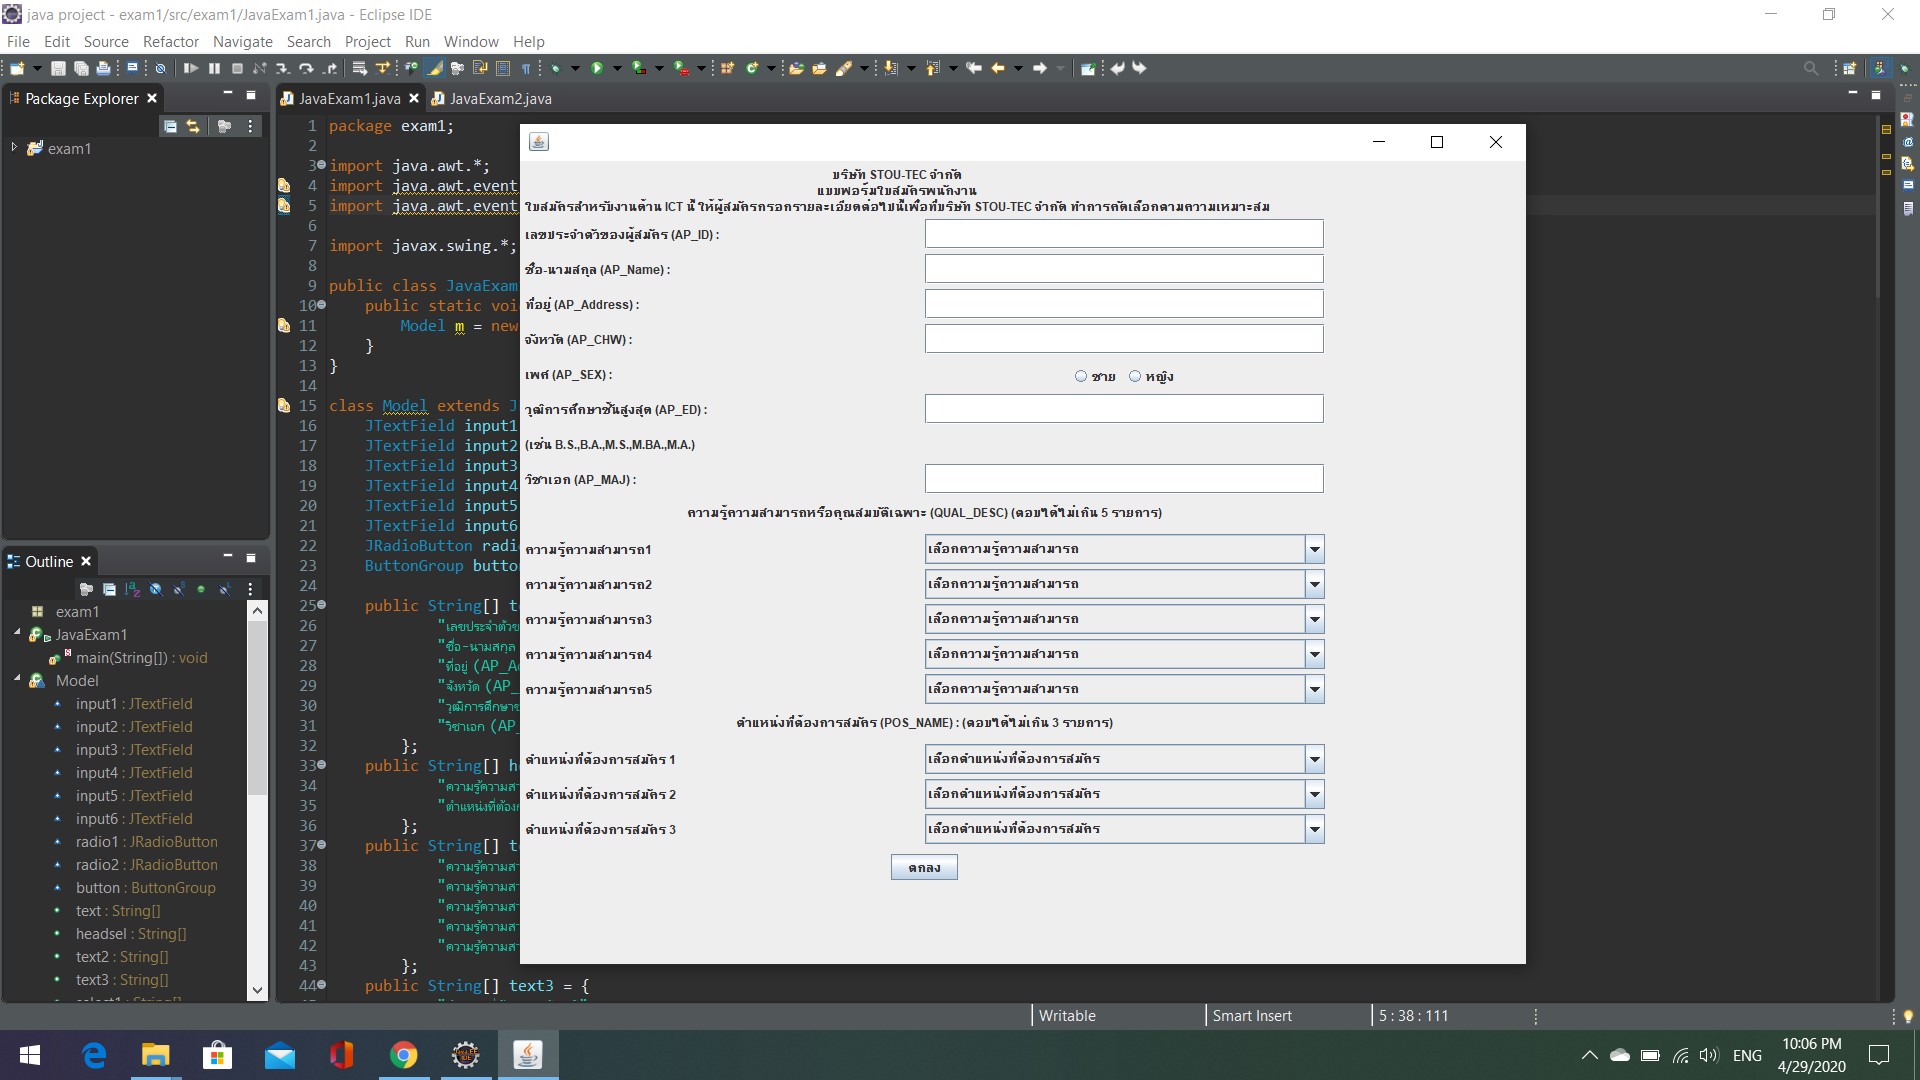 java project - exam1/src/exam1/JavaExam1.java - Eclipse IDE
File Edit Source Refactor Navigate Search Project Run Window Help
Package Explorer
exam1
JavaExam1.java JavaExam2.java
1 package exam1;
2
3 import java.awt.*;
4 import java.awt.event
5 import java.awt.event
6
7 import javax.swing.*;
8
9 public class JavaExam
10 public static voi
11 Model m = new
12 }
13 }
14
15 class Model extends J
16 JTextField input1
17 JTextField input2
18 JTextField input3
19 JTextField input4
20 JTextField input5
21 JTextField input6
22 JRadioButton radi
23 ButtonGroup butto
24
25 public String[] te
26 "เลขประจำตัวข
27 "ชื่อ-นามสกุล
28 "ที่อยู่ (AP_A
29 "จังหวัด (AP_
30 "วุฒิการศึกษาช
31 "วิชาเอก (AP_
32 };
33 public String[] he
34 "ความรู้ความสา
35 "ตำแหน่งที่ต้อง
36 };
37 public String[] te
38 "ความรู้ความสา
39 "ความรู้ความสา
40 "ความรู้ความสา
41 "ความรู้ความสา
42 "ความรู้ความสา
43 };
44 public String[] text3 = {
บริษัท STOU-TEC จำกัด
แบบฟอร์มใบสมัครพนักงาน
ใบสมัครสำหรับงานด้าน ICT นี้ ให้ผู้สมัครกรอกรายละเอียดต่อไปนี้เพื่อที่บริษัท STOU-TEC จำกัด ทำการคัดเลือกตามความเหมาะสม
เลขประจำตัวของผู้สมัคร (AP_ID) :
ชื่อ-นามสกุล (AP_Name) :
ที่อยู่ (AP_Address) :
จังหวัด (AP_CHW) :
เพศ (AP_SEX) : ชาย หญิง
วุฒิการศึกษาชั้นสูงสุด (AP_ED) :
(เช่น B.S.,B.A.,M.S.,M.BA.,M.A.)
วิชาเอก (AP_MAJ) :
ความรู้ความสามารถหรือคุณสมบัติเฉพาะ (QUAL_DESC) (ตอบได้ไม่เกิน 5 รายการ)
ความรู้ความสามารถ1 เลือกความรู้ความสามารถ
ความรู้ความสามารถ2 เลือกความรู้ความสามารถ
ความรู้ความสามารถ3 เลือกความรู้ความสามารถ
ความรู้ความสามารถ4 เลือกความรู้ความสามารถ
ความรู้ความสามารถ5 เลือกความรู้ความสามารถ
ตำแหน่งที่ต้องการสมัคร (POS_NAME) : (ตอบได้ไม่เกิน 3 รายการ)
ตำแหน่งที่ต้องการสมัคร 1 เลือกตำแหน่งที่ต้องการสมัคร
ตำแหน่งที่ต้องการสมัคร 2 เลือกตำแหน่งที่ต้องการสมัคร
ตำแหน่งที่ต้องการสมัคร 3 เลือกตำแหน่งที่ต้องการสมัคร
ตกลง
Outline
exam1
JavaExam1
main(String[]) : void
Model
input1 : JTextField
input2 : JTextField
input3 : JTextField
input4 : JTextField
input5 : JTextField
input6 : JTextField
radio1 : JRadioButton
radio2 : JRadioButton
button : ButtonGroup
text : String[]
headsel : String[]
text2 : String[]
text3 : String[]
Writable Smart Insert 5 : 38 : 111
ENG 10:06 PM
4/29/2020